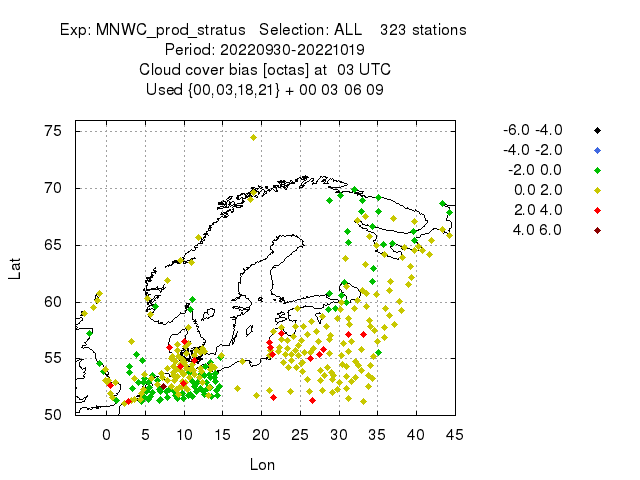 Exp: MNWC_prod_stratus Selection: ALL 323 stations
Period: 20220930-20221019
Cloud cover bias [octas] at 03 UTC
Used {00,03,18,21} + 00 03 06 09
-6.0 -4.0
-4.0 -2.0
-2.0 0.0
0.0 2.0
2.0 4.0
4.0 6.0
75
70
65
60
55
50
Lat
0 5 10 15 20 25 30 35 40 45
Lon